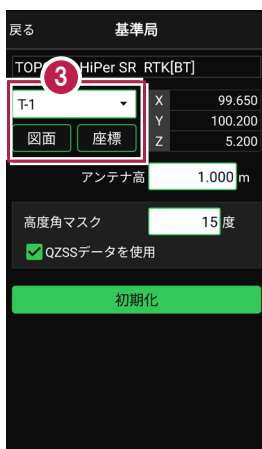 戻る 基準局
TOP HiPer SR RTK[BT]
3
T-1 X 99.650
Y 100.200
図面 座標 Z 5.200
アンテナ高 1.000 m
高度角マスク 15 度
QZSSデータを使用
初期化